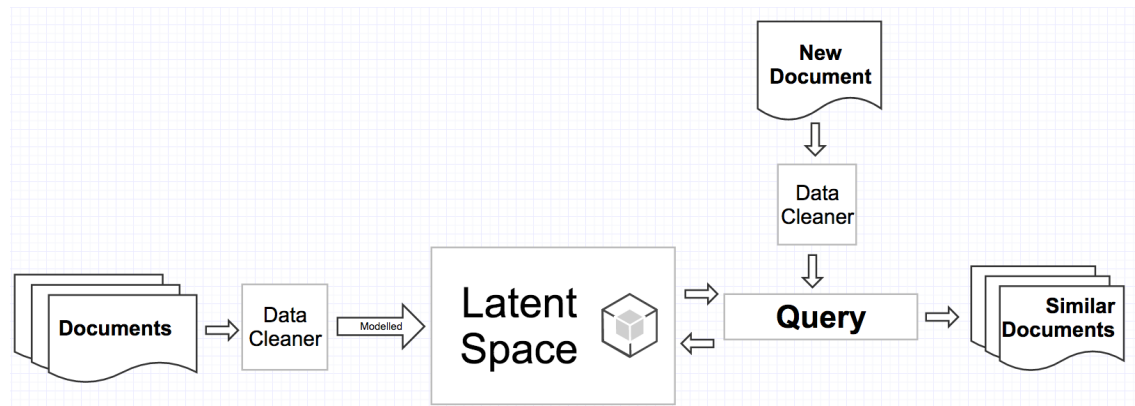 New
Document
Data
Cleaner
Documents
Data
Cleaner
Modelled
Latent
Space
Query
Similar
Documents